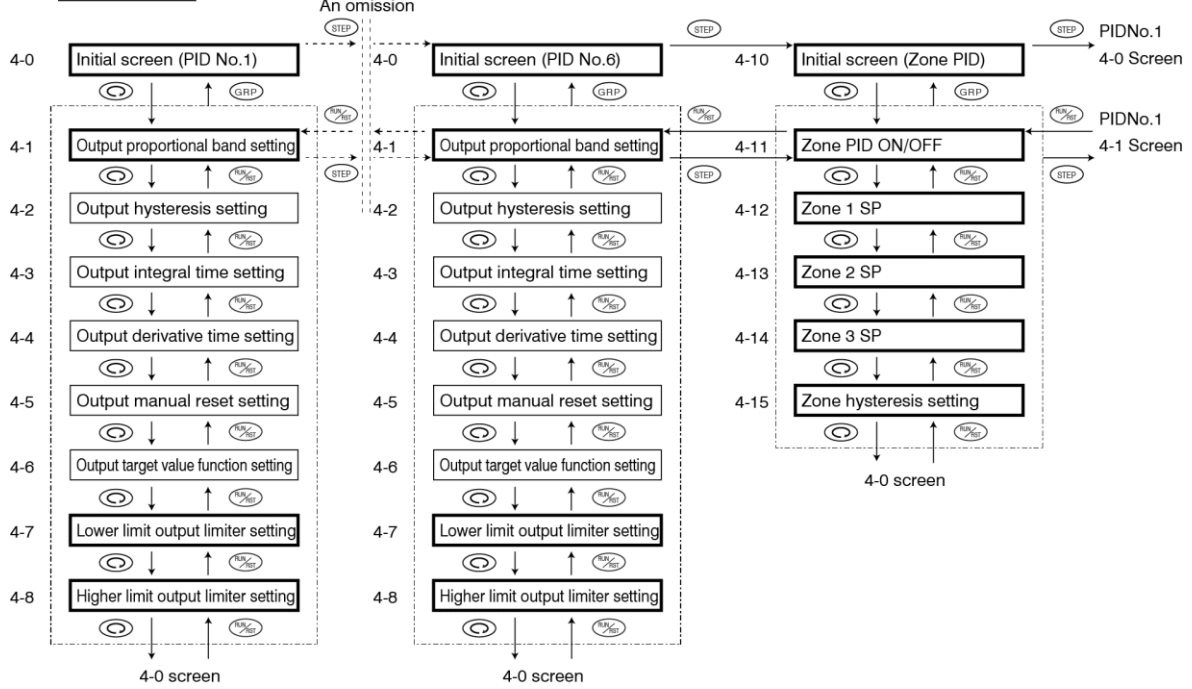 An omission
STEP STEP STEP PIDNo.1
4-0 Initial screen (PID No.1) 4-0 Initial screen (PID No.6) 4-10 Initial screen (Zone PID) 4-0 Screen
GRP GRP GRP
RUN/RST RUN/RST RUN/RST PIDNo.1
4-1 Output proportional band setting 4-1 Output proportional band setting 4-11 Zone PID ON/OFF 4-1 Screen
RUN/RST STEP RUN/RST STEP RUN/RST STEP
4-2 Output hysteresis setting 4-2 Output hysteresis setting 4-12 Zone 1 SP
RUN/RST RUN/RST RUN/RST
4-3 Output integral time setting 4-3 Output integral time setting 4-13 Zone 2 SP
RUN/RST RUN/RST RUN/RST
4-4 Output derivative time setting 4-4 Output derivative time setting 4-14 Zone 3 SP
RUN/RST RUN/RST RUN/RST
4-5 Output manual reset setting 4-5 Output manual reset setting 4-15 Zone hysteresis setting
RUN/RST RUN/RST RUN/RST
4-6 Output target value function setting 4-6 Output target value function setting 4-0 screen
RUN/RST RUN/RST
4-7 Lower limit output limiter setting 4-7 Lower limit output limiter setting
RUN/RST RUN/RST
4-8 Higher limit output limiter setting 4-8 Higher limit output limiter setting
RUN/RST RUN/RST
4-0 screen 4-0 screen